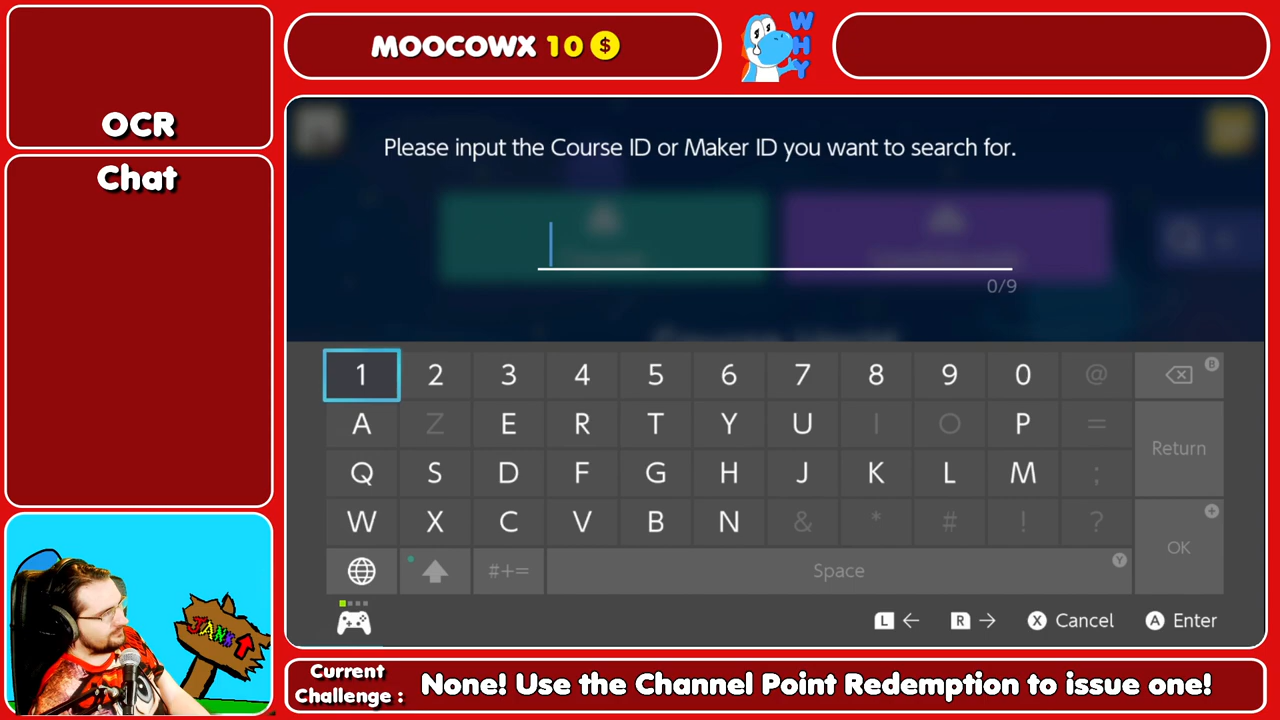 MOOCOWX 10 $
WHY
OCR
Chat
Please input the Course ID or Maker ID you want to search for.
0/9
1 2 3 4 5 6 7 8 9 0 @
A Z E R T Y U I O P =
Return
Q S D F G H J K L M ;
W X C V B N & * # ! ?
OK
#+= Space
L ← R → X Cancel A Enter
JANK
Current
Challenge :
None! Use the Channel Point Redemption to issue one!